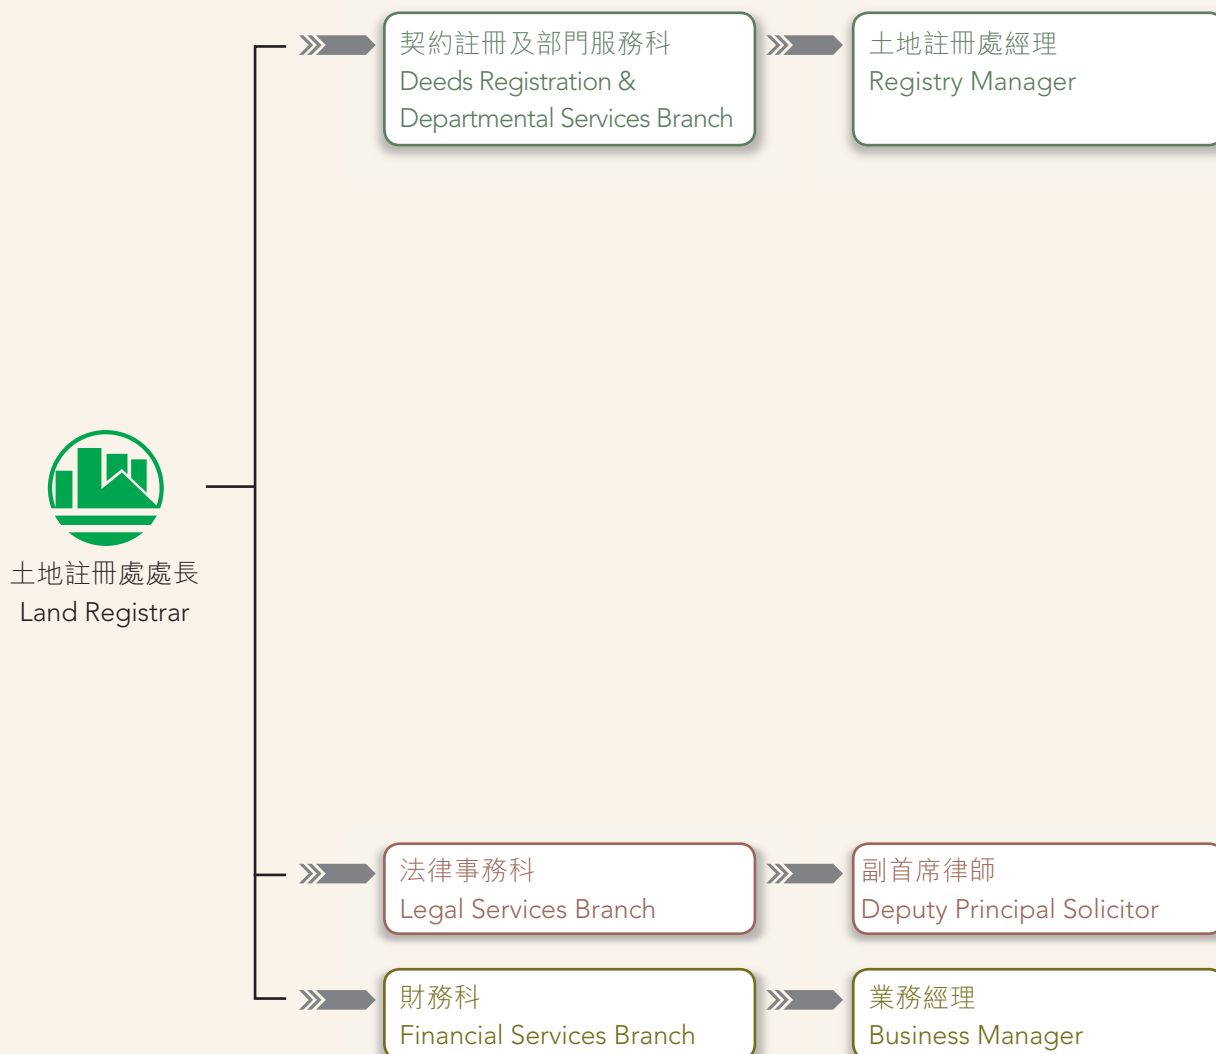 契約註冊及部門服務科
Deeds Registration &
Departmental Services Branch
土地註冊處經理
Registry Manager
土地註冊處處長
Land Registrar
法律事務科
Legal Services Branch
副首席律師
Deputy Principal Solicitor
財務科
Financial Services Branch
業務經理
Business Manager